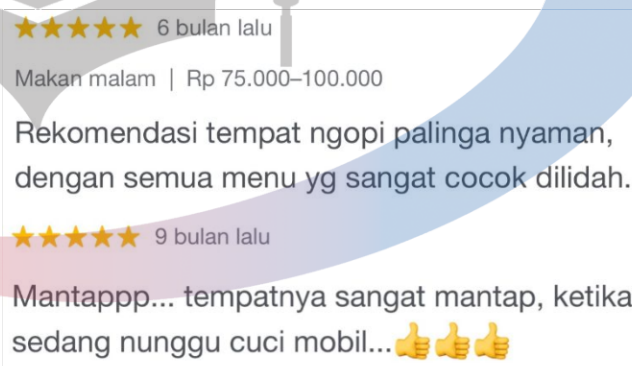 ★★★★★ 6 bulan lalu
Makan malam | Rp 75.000–100.000
Rekomendasi tempat ngopi palinga nyaman,
dengan semua menu yg sangat cocok dilidah.
★★★★★ 9 bulan lalu
Mantappp... tempatnya sangat mantap, ketika
sedang nunggu cuci mobil...👍👍👍